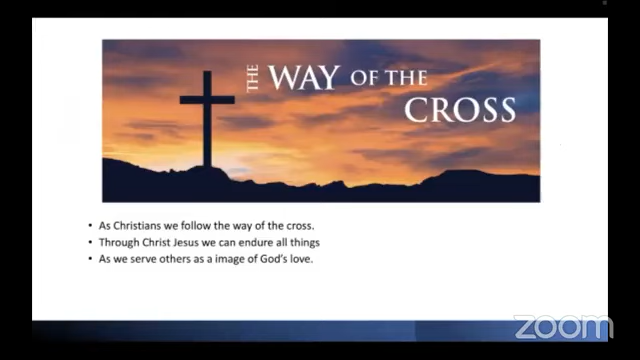 THE WAY OF THE
CROSS
• As Christians we follow the way of the cross.
• Through Christ Jesus we can endure all things
• As we serve others as a image of God's love.
zoom